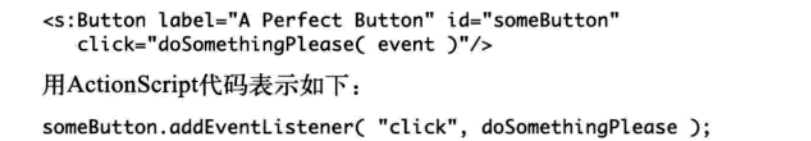 <s:Button label="A Perfect Button" id="someButton"
click="doSomethingPlease( event )"/>
用ActionScript代码表示如下：
someButton.addEventListener( "click", doSomethingPlease );